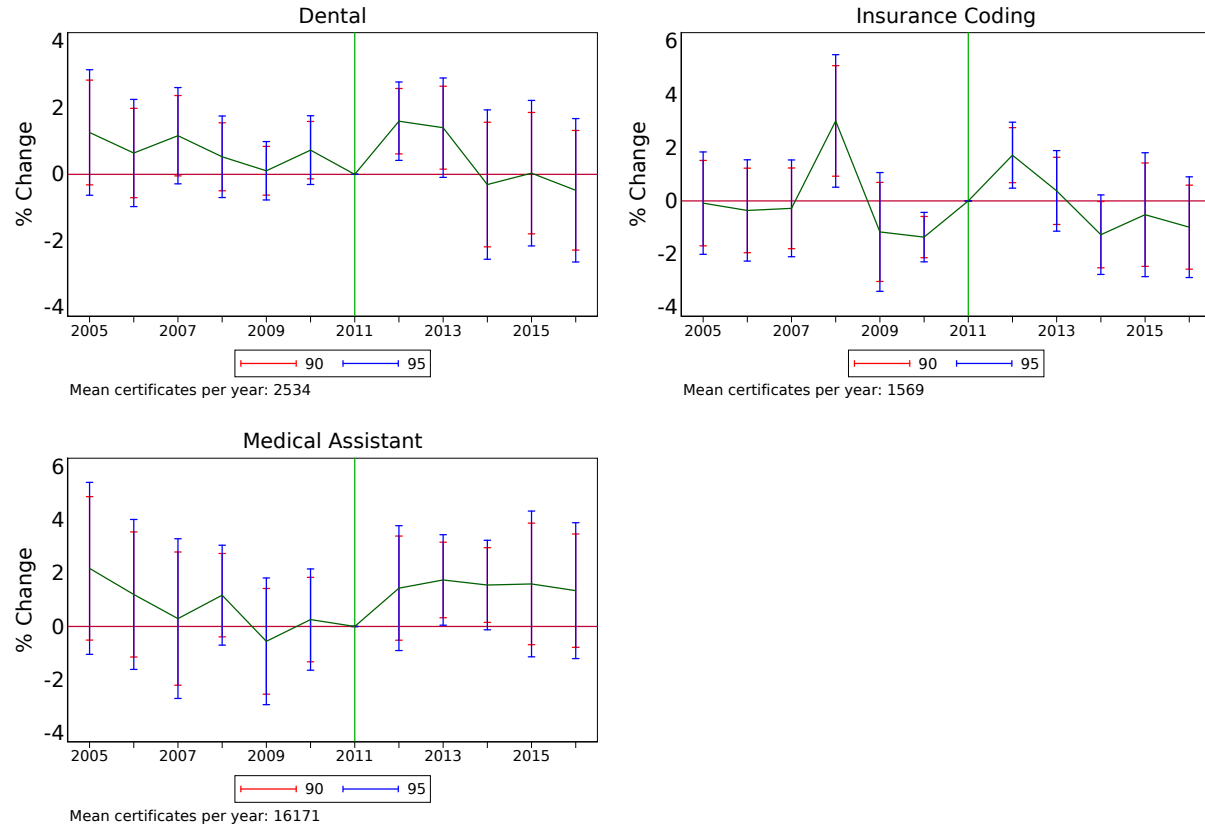 Dental
% Change
4
2
0
-2
-4
2005 2007 2009 2011 2013 2015
90 95
Mean certificates per year: 2534
Insurance Coding
% Change
6
4
2
0
-2
-4
2005 2007 2009 2011 2013 2015
90 95
Mean certificates per year: 1569
Medical Assistant
% Change
6
4
2
0
-2
-4
2005 2007 2009 2011 2013 2015
90 95
Mean certificates per year: 16171